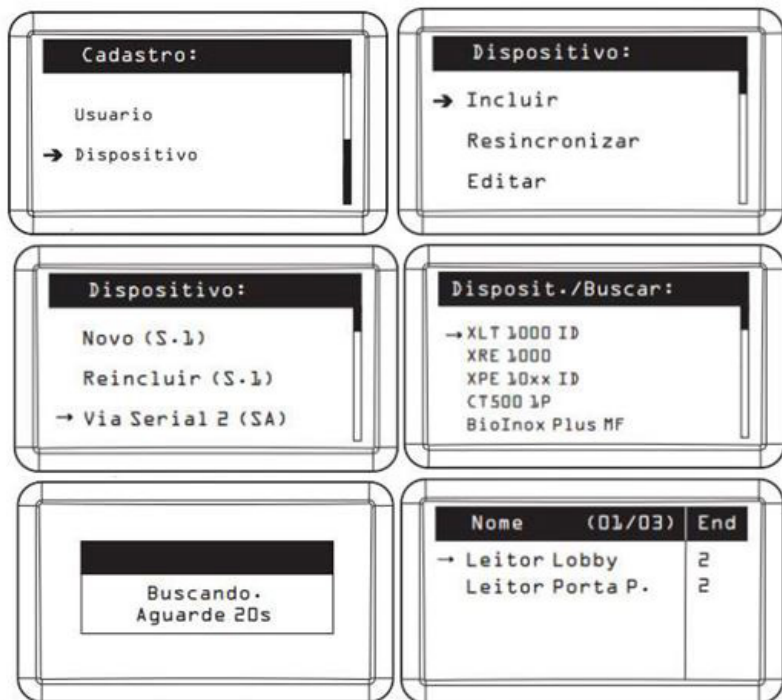 Cadastro:
Usuario
➔ Dispositivo
Dispositivo:
➔ Incluir
Resincronizar
Editar
Dispositivo:
Novo (S.1)
Reincluir (S.1)
→ Via Serial 2 (SA)
Disposit./Buscar:
→ XLT 1000 ID
XRE 1000
XPE 10xx ID
CT500 1P
BioInox Plus MF
Buscando.
Aguarde 20s
Nome (01/03) End
→ Leitor Lobby 2
Leitor Porta P. 2